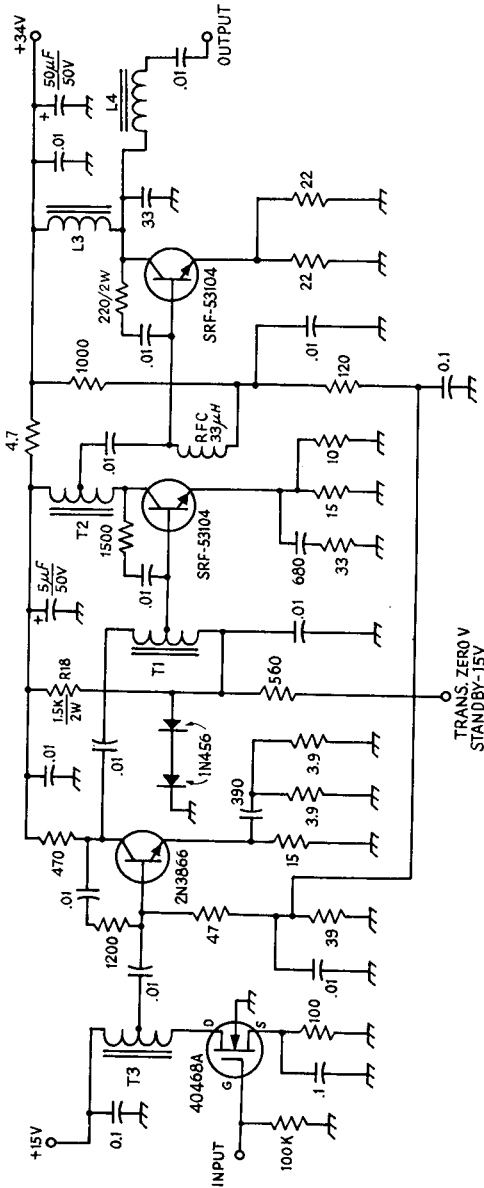 +15V
0.1
T3
INPUT
100K
G
D
S
40468A
.1
100
.01
1200
.01
470
2N3866
47
.01
39
15
.01
390
3.9
3.9
.01
1N456
1.5K
2W
R18
5µF
50V
+
T1
560
TRANS. ZERO V
STANDBY-15V
.01
.01
1500
T2
SRF-53104
680
33
15
10
4.7
.01
RFC
33µH
1000
120
0.1
.01
.01
220/2W
SRF-53104
22
22
L3
33
.01
50µF
50V
+
L4
.01
+34V
OUTPUT